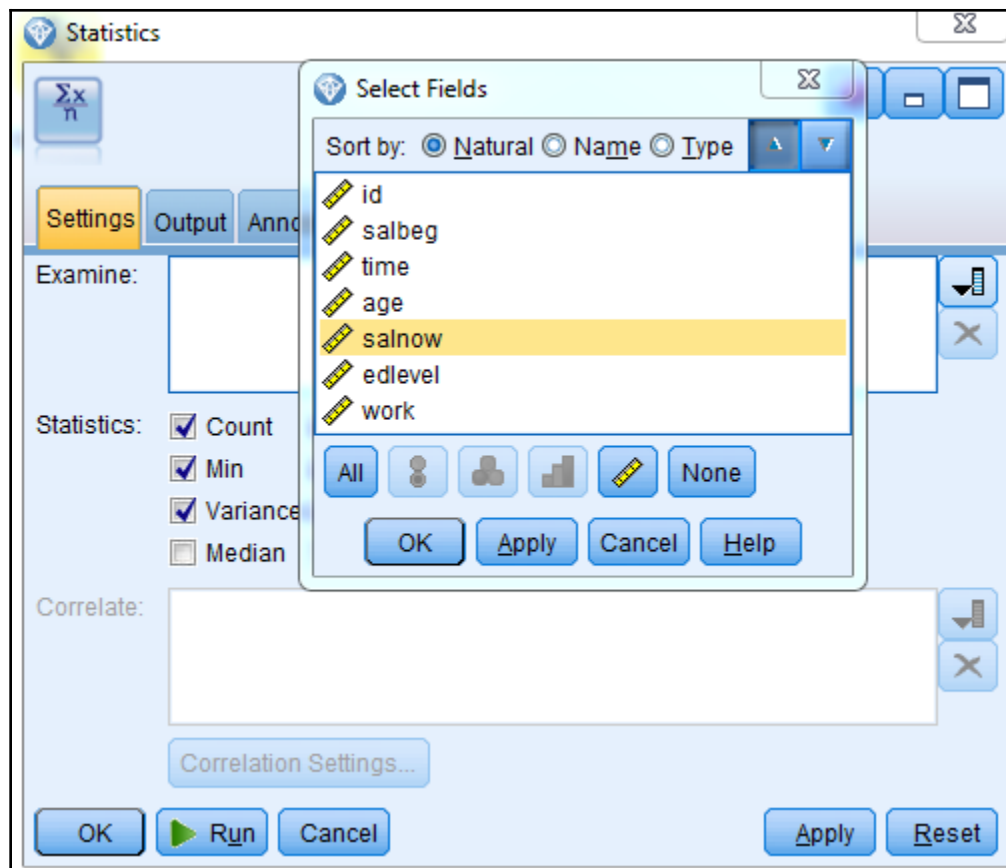 Statistics
Σx
n
Select Fields
Sort by: Natural Name Type
id
salbeg
time
age
salnow
edlevel
work
All None
OK Apply Cancel Help
Settings Output Anno
Examine:
Statistics: Count
Min
Variance
Median
Correlate:
Correlation Settings...
OK Run Cancel Apply Reset